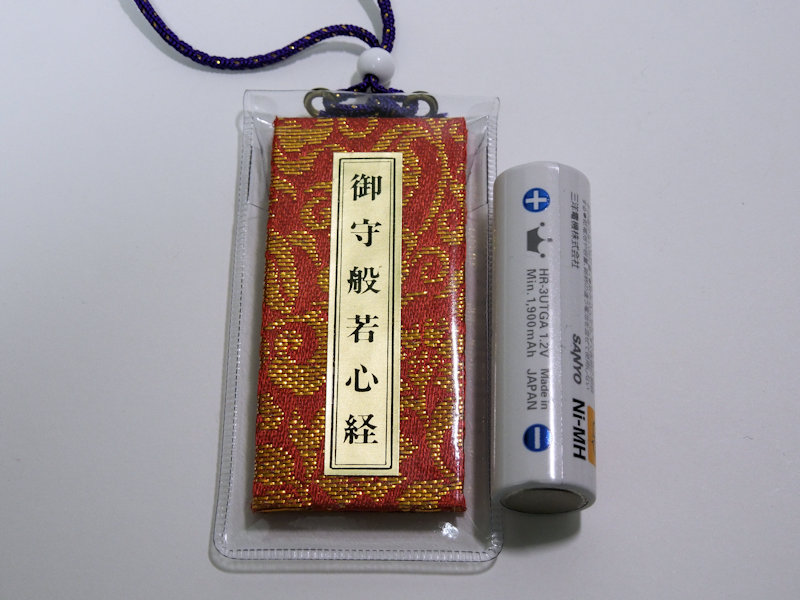 御守般若心経
HR-3UTGA 1.2V Made in
Min. 1,900mAh JAPAN
三洋電機株式会社
SANYO Ni-MH